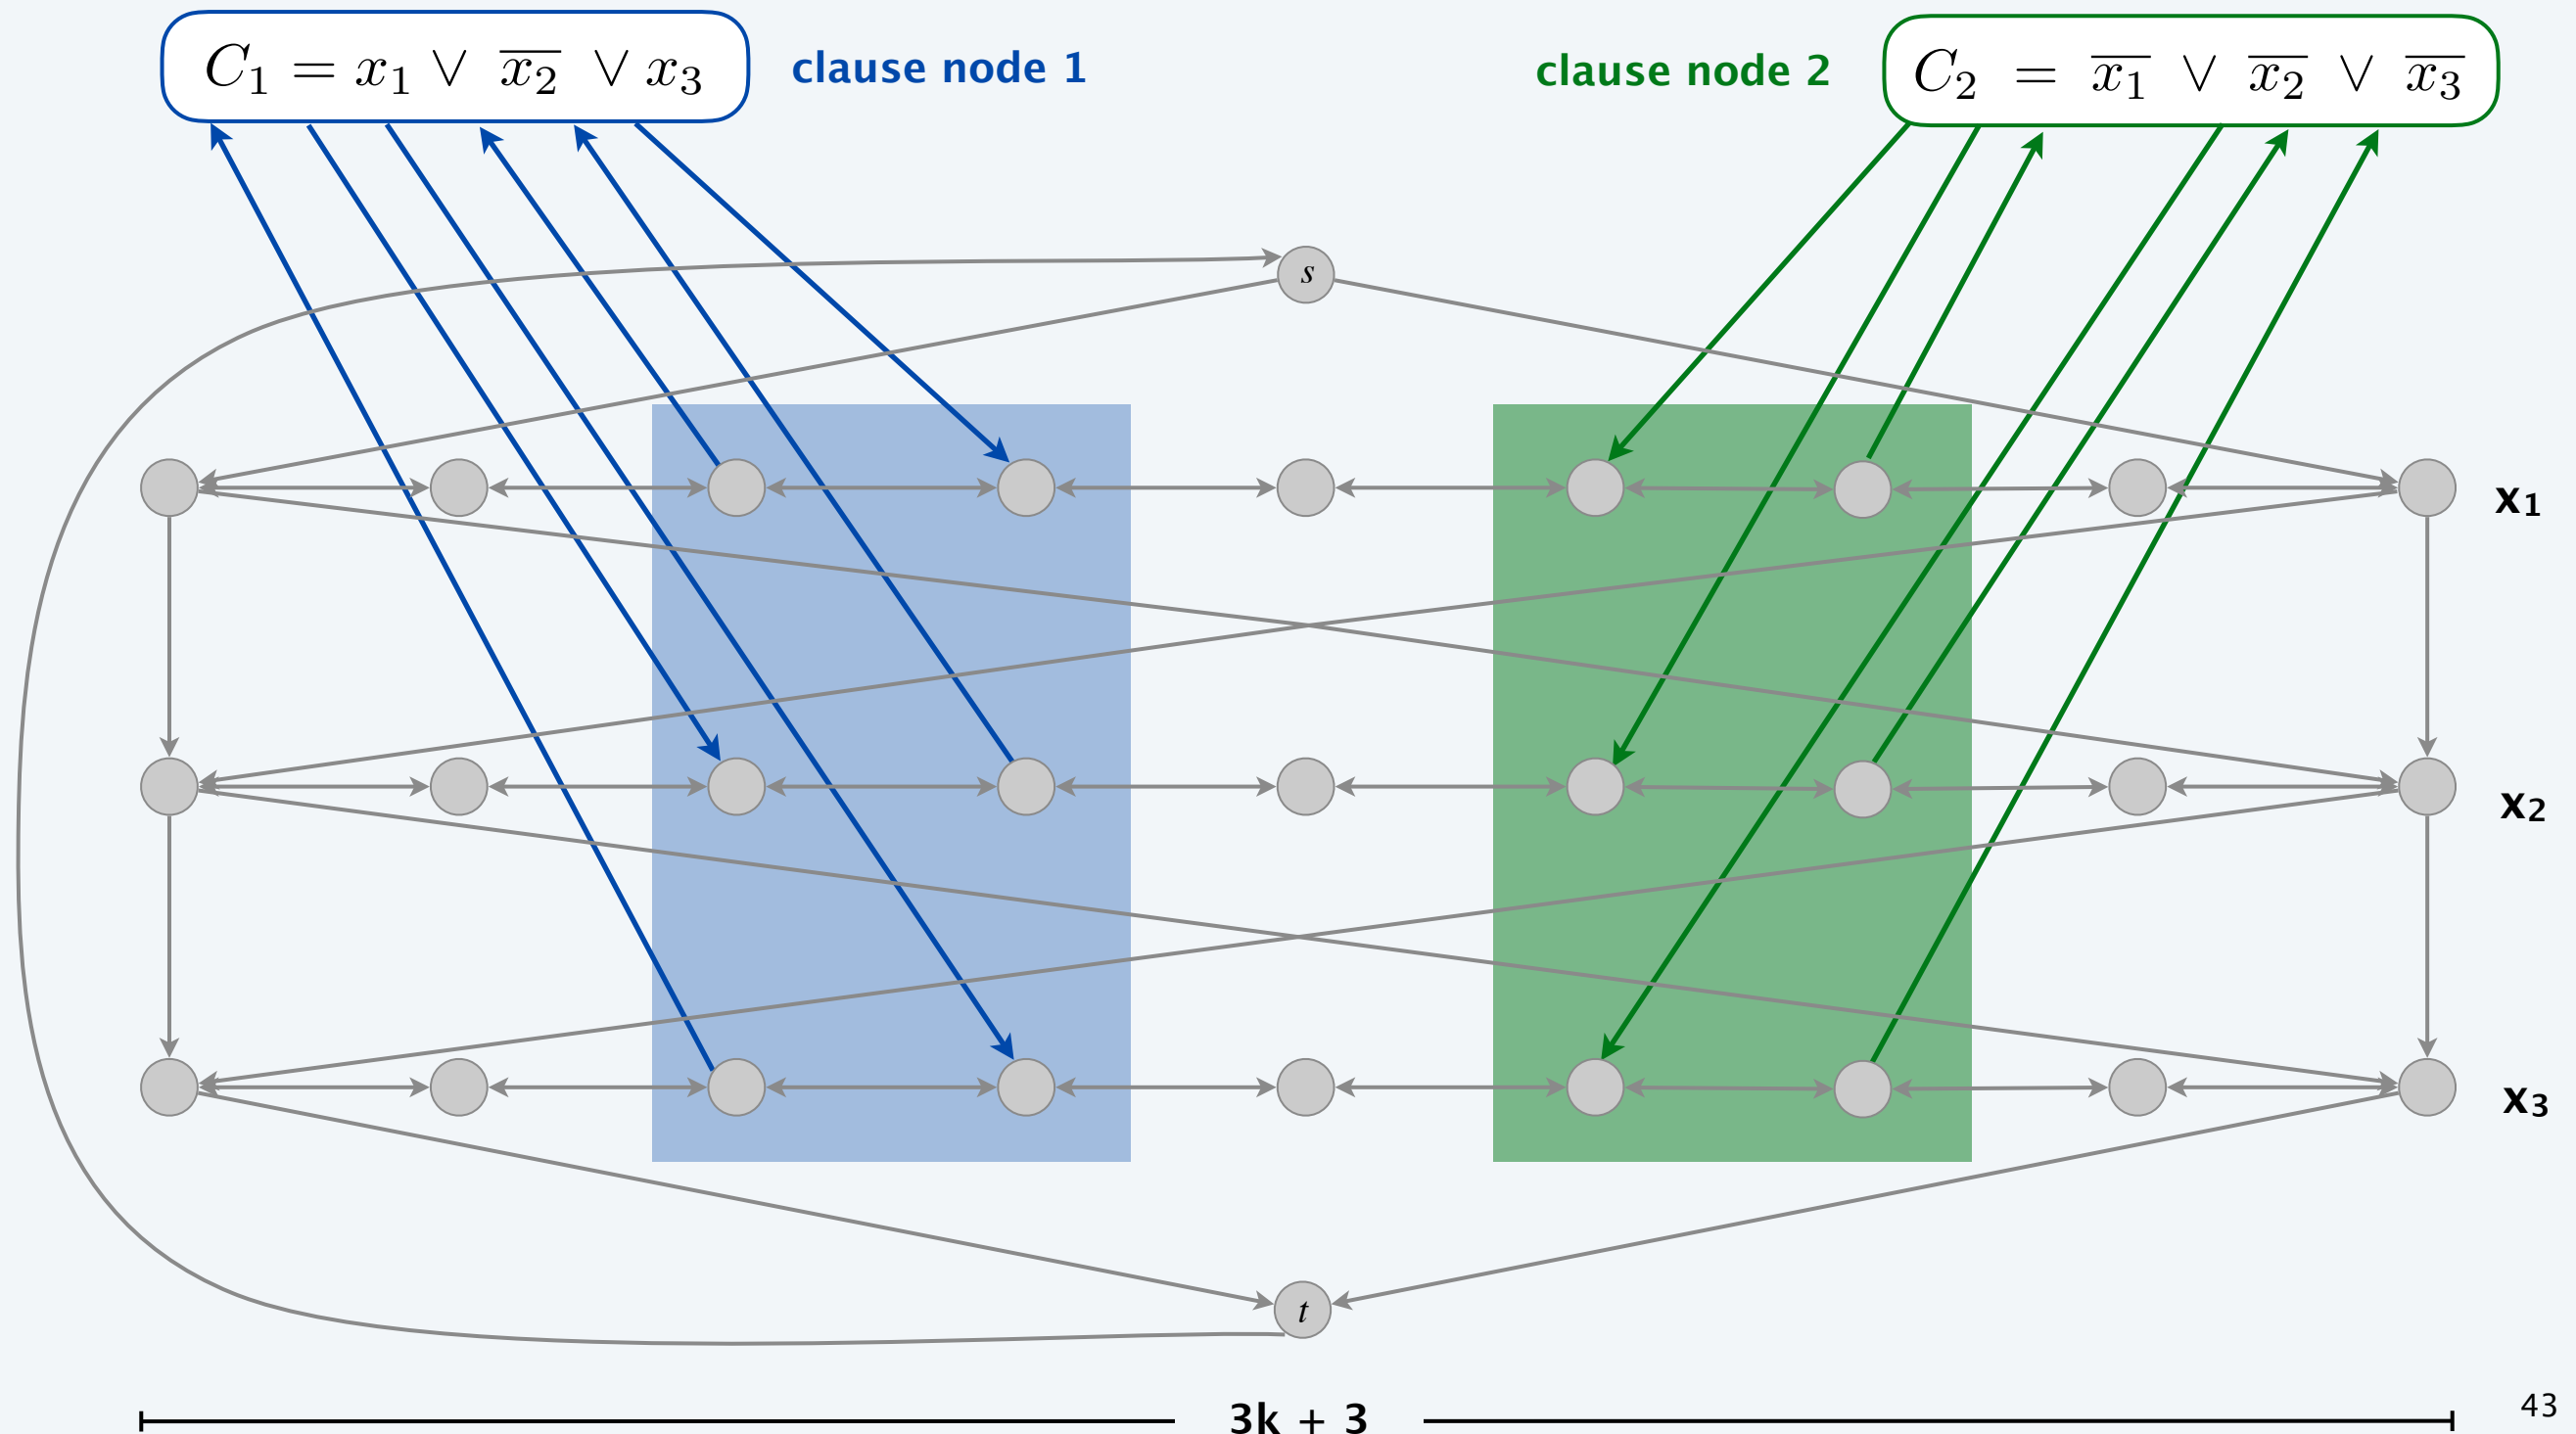 C₁ = x₁ ∨ x̅₂ ∨ x₃
clause node 1
clause node 2
C₂ = x̅₁ ∨ x̅₂ ∨ x̅₃
s
x₁
x₂
x₃
t
3k + 3
43